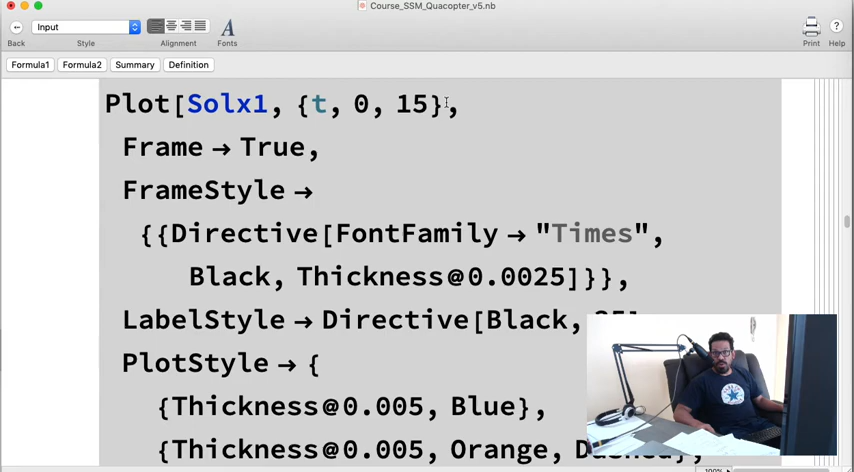 Course_SSM_Quacopter_v5.nb
Input
Back
Style
Alignment
Fonts
Print
Help
Formula1
Formula2
Summary
Definition
Plot[Solx1, {t, 0, 15},
Frame → True,
FrameStyle →
{{Directive[FontFamily → "Times",
Black, Thickness@0.0025]}},
LabelStyle → Directive[Black,
PlotStyle → {
{Thickness@0.005, Blue},
{Thickness@0.005, Orange, Dashed},
100%